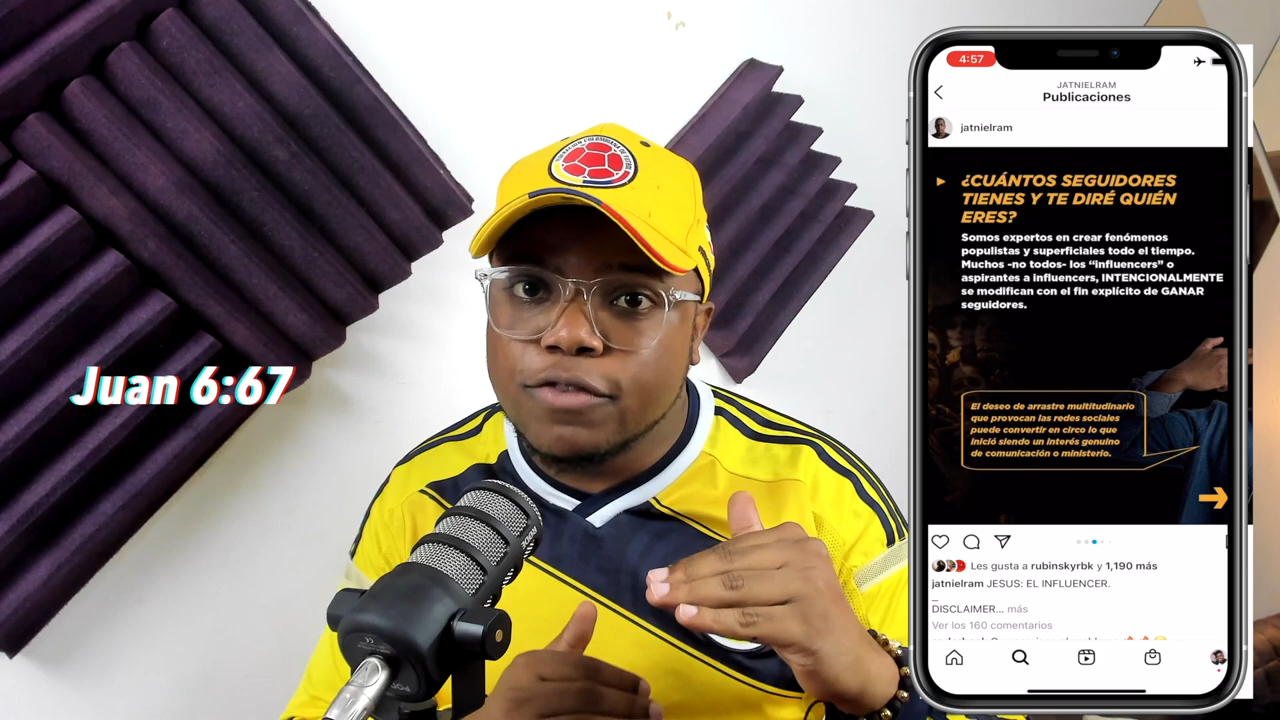 Juan 6:67
4:57
JATNIELRAM
Publicaciones
jatnielram
¿CUÁNTOS SEGUIDORES
TIENES Y TE DIRÉ QUIÉN
ERES?
Somos expertos en crear fenómenos
populistas y superficiales todo el tiempo.
Muchos -no todos- los “influencers” o
aspirantes a influencers, INTENCIONALMENTE
se modifican con el fin explícito de GANAR
seguidores.
El deseo de arrastre multitudinario
que provocan las redes sociales
puede convertir en circo lo que
inició siendo un interés genuino
de comunicación o ministerio.
Les gusta a rubinskyrbk y 1,190 más
jatnielram JESUS: EL INFLUENCER.
_
DISCLAIMER... más
Ver los 160 comentarios
RØDE